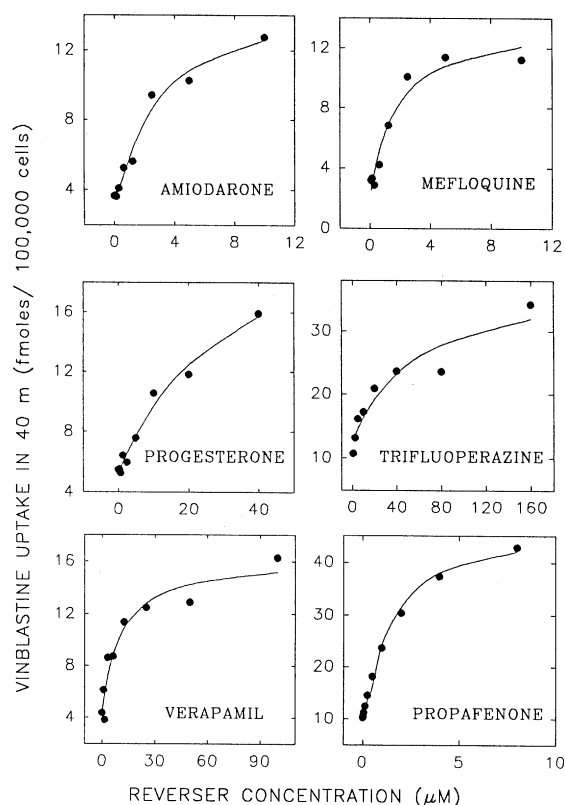 VINBLASTINE UPTAKE IN 40 m (fmoles/ 100,000 cells)
12
8
4
0 4 8 12
AMIODARONE
16
12
8
4
0
0 4 8 12
MEFLOQUINE
16
12
8
4
0 20 40
PROGESTERONE
30
20
10
0 40 80 120 160
TRIFLUOPERAZINE
16
12
8
4
0 30 60 90
VERAPAMIL
40
30
20
10
0 5 10
PROPAFENONE
REVERSER CONCENTRATION (μM)